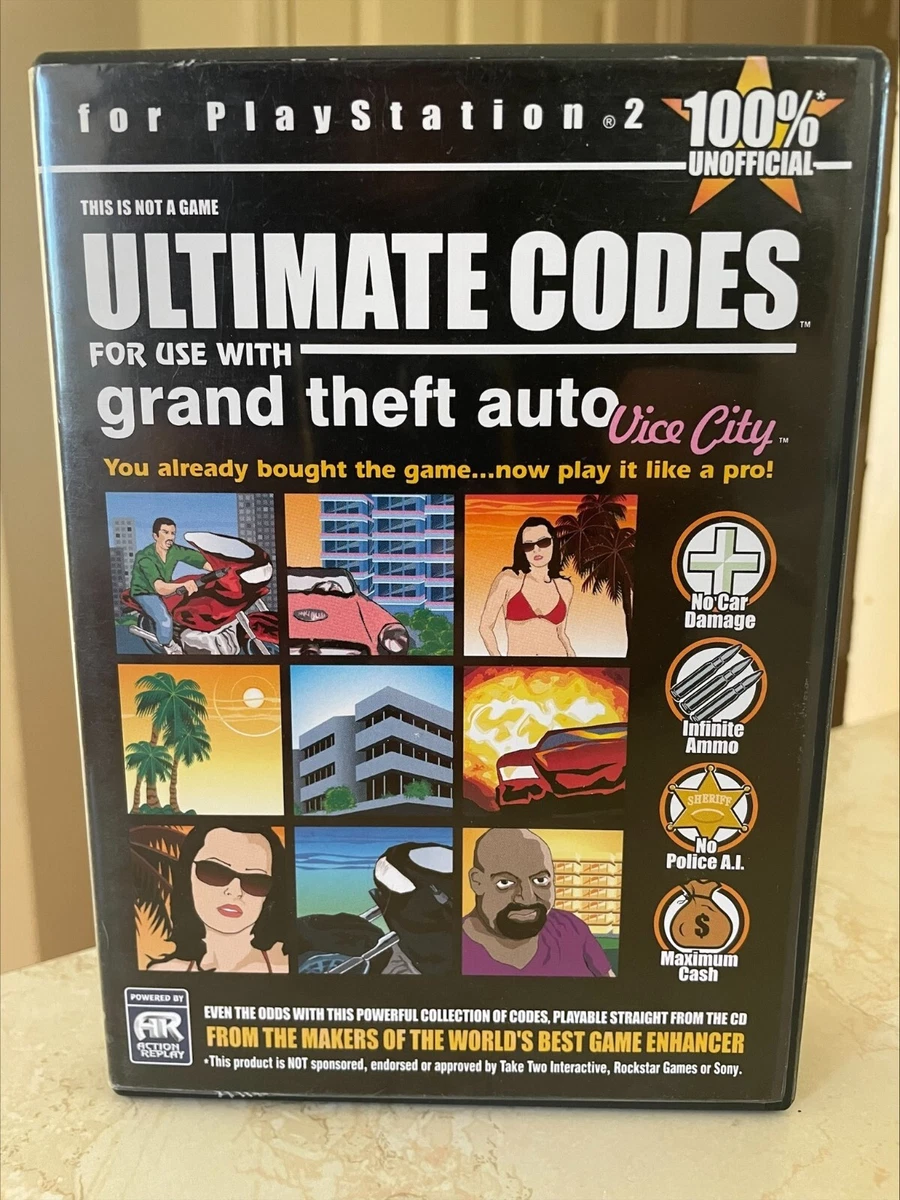 for PlayStation®2
100%*
UNOFFICIAL
THIS IS NOT A GAME
ULTIMATE CODES™
FOR USE WITH
grand theft auto Vice City™
You already bought the game...now play it like a pro!
No Car
Damage
Infinite
Ammo
SHERIFF
No
Police A.I.
$
Maximum
Cash
POWERED BY
AR
ACTION
REPLAY
EVEN THE ODDS WITH THIS POWERFUL COLLECTION OF CODES, PLAYABLE STRAIGHT FROM THE CD
FROM THE MAKERS OF THE WORLD'S BEST GAME ENHANCER
*This product is NOT sponsored, endorsed or approved by Take Two Interactive, Rockstar Games or Sony.